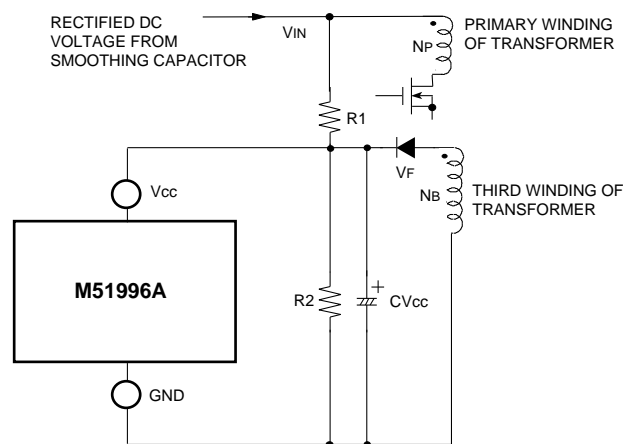 RECTIFIED DC
VOLTAGE FROM
SMOOTHING CAPACITOR
VIN
NP
PRIMARY WINDING
OF TRANSFORMER
R1
VF
Vcc
NB
THIRD WINDING OF
TRANSFORMER
M51996A
R2
+
CVcc
GND